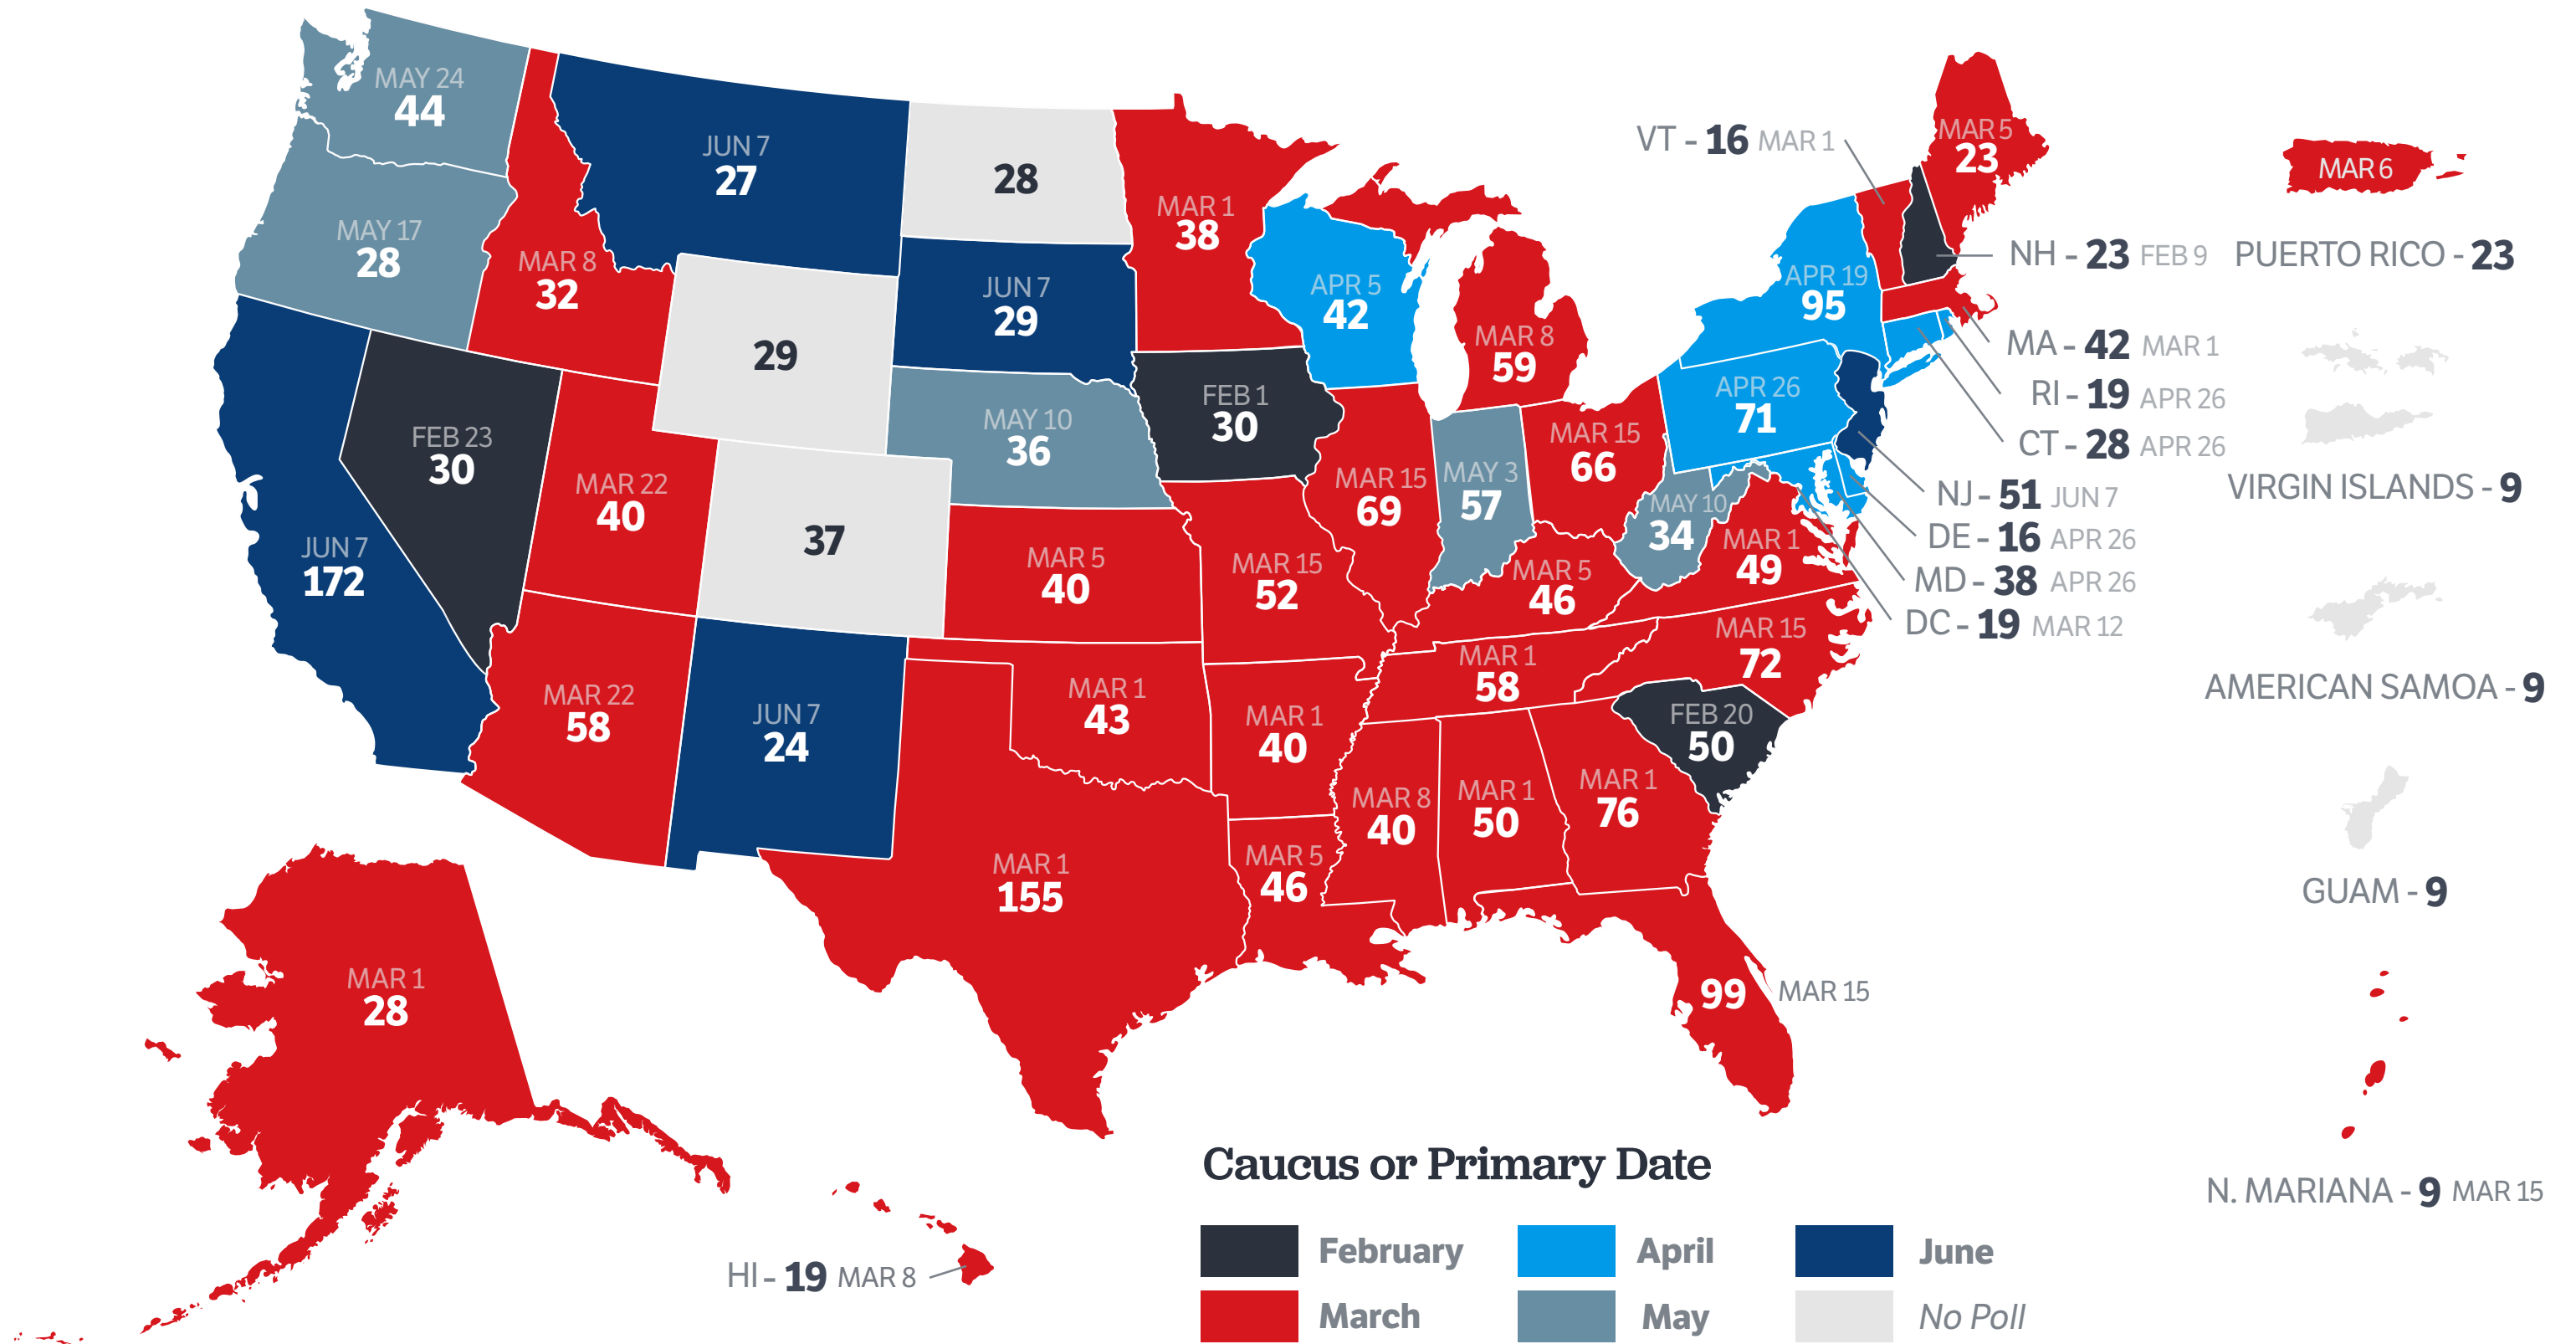 MAY 24
44
MAY 17
28
JUN 7
172
FEB 23
30
MAR 8
32
JUN 7
27
29
MAR 22
40
37
MAR 22
58
JUN 7
24
28
JUN 7
29
MAY 10
36
MAR 5
40
MAR 1
43
MAR 1
155
MAR 1
38
FEB 1
30
MAR 15
52
MAR 1
40
MAR 5
46
APR 5
42
MAR 15
69
MAR 8
59
MAY 3
57
MAR 15
66
MAR 5
46
MAR 1
58
MAR 8
40
MAR 1
50
MAR 1
76
99 MAR 15
FEB 20
50
MAR 15
72
MAR 1
49
MAY 10
34
APR 26
71
APR 19
95
MAR 5
23
VT - 16 MAR 1
NH - 23 FEB 9
MA - 42 MAR 1
RI - 19 APR 26
CT - 28 APR 26
NJ - 51 JUN 7
DE - 16 APR 26
MD - 38 APR 26
DC - 19 MAR 12
MAR 6
PUERTO RICO - 23
VIRGIN ISLANDS - 9
AMERICAN SAMOA - 9
GUAM - 9
N. MARIANA - 9 MAR 15
MAR 1
28
HI - 19 MAR 8
Caucus or Primary Date
February
April
June
March
May
No Poll